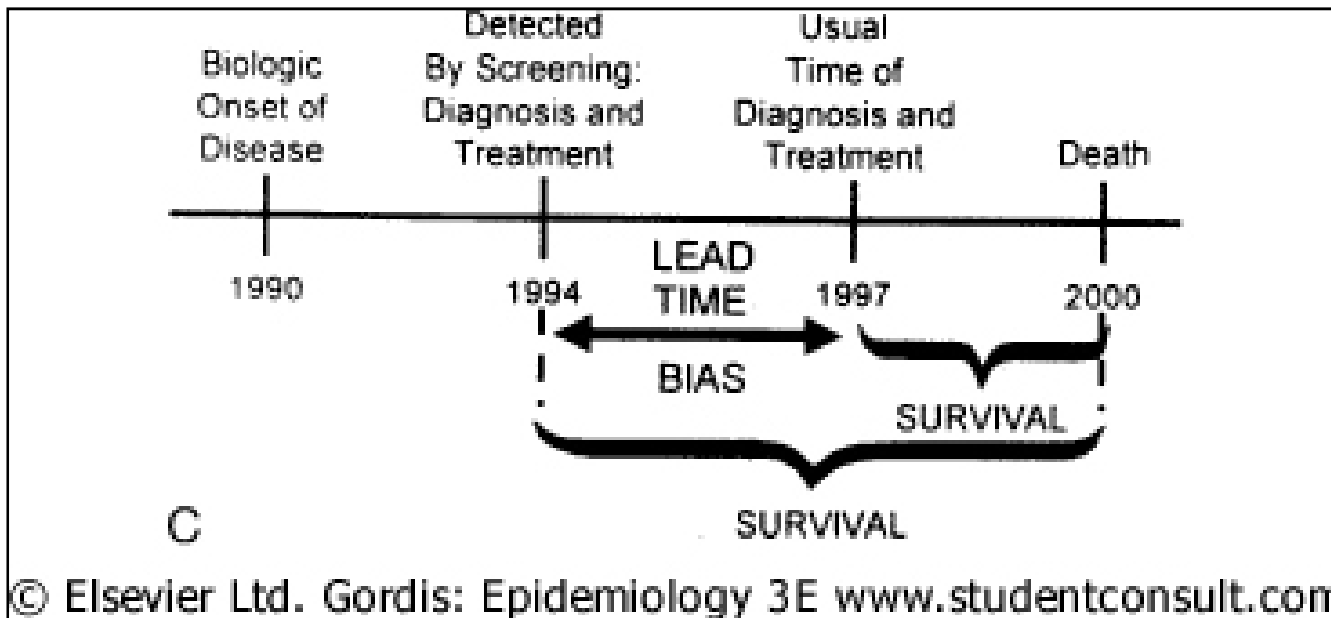 Biologic
Onset of
Disease
Detected
By Screening:
Diagnosis and
Treatment
Usual
Time of
Diagnosis and
Treatment
Death
1990
1994
LEAD
TIME
1997
2000
BIAS
SURVIVAL
SURVIVAL
C
© Elsevier Ltd. Gordis: Epidemiology 3E www.studentconsult.com